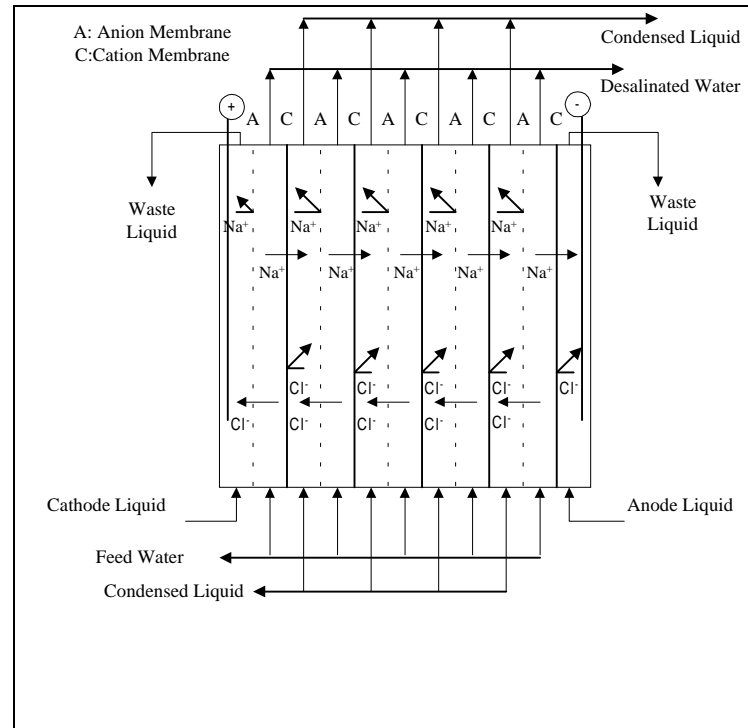 A: Anion Membrane
C:Cation Membrane
Condensed Liquid
Desalinated Water
+ A C A C A C A C A C -
Waste
Liquid
Waste
Liquid
Na⁺ Na⁺ Na⁺ Na⁺ Na⁺
Na⁺ Na⁺ Na⁺ Na⁺ Na⁺
Cl⁻ Cl⁻ Cl⁻ Cl⁻ Cl⁻
Cl⁻ Cl⁻ Cl⁻ Cl⁻ Cl⁻
Cathode Liquid
Anode Liquid
Feed Water
Condensed Liquid